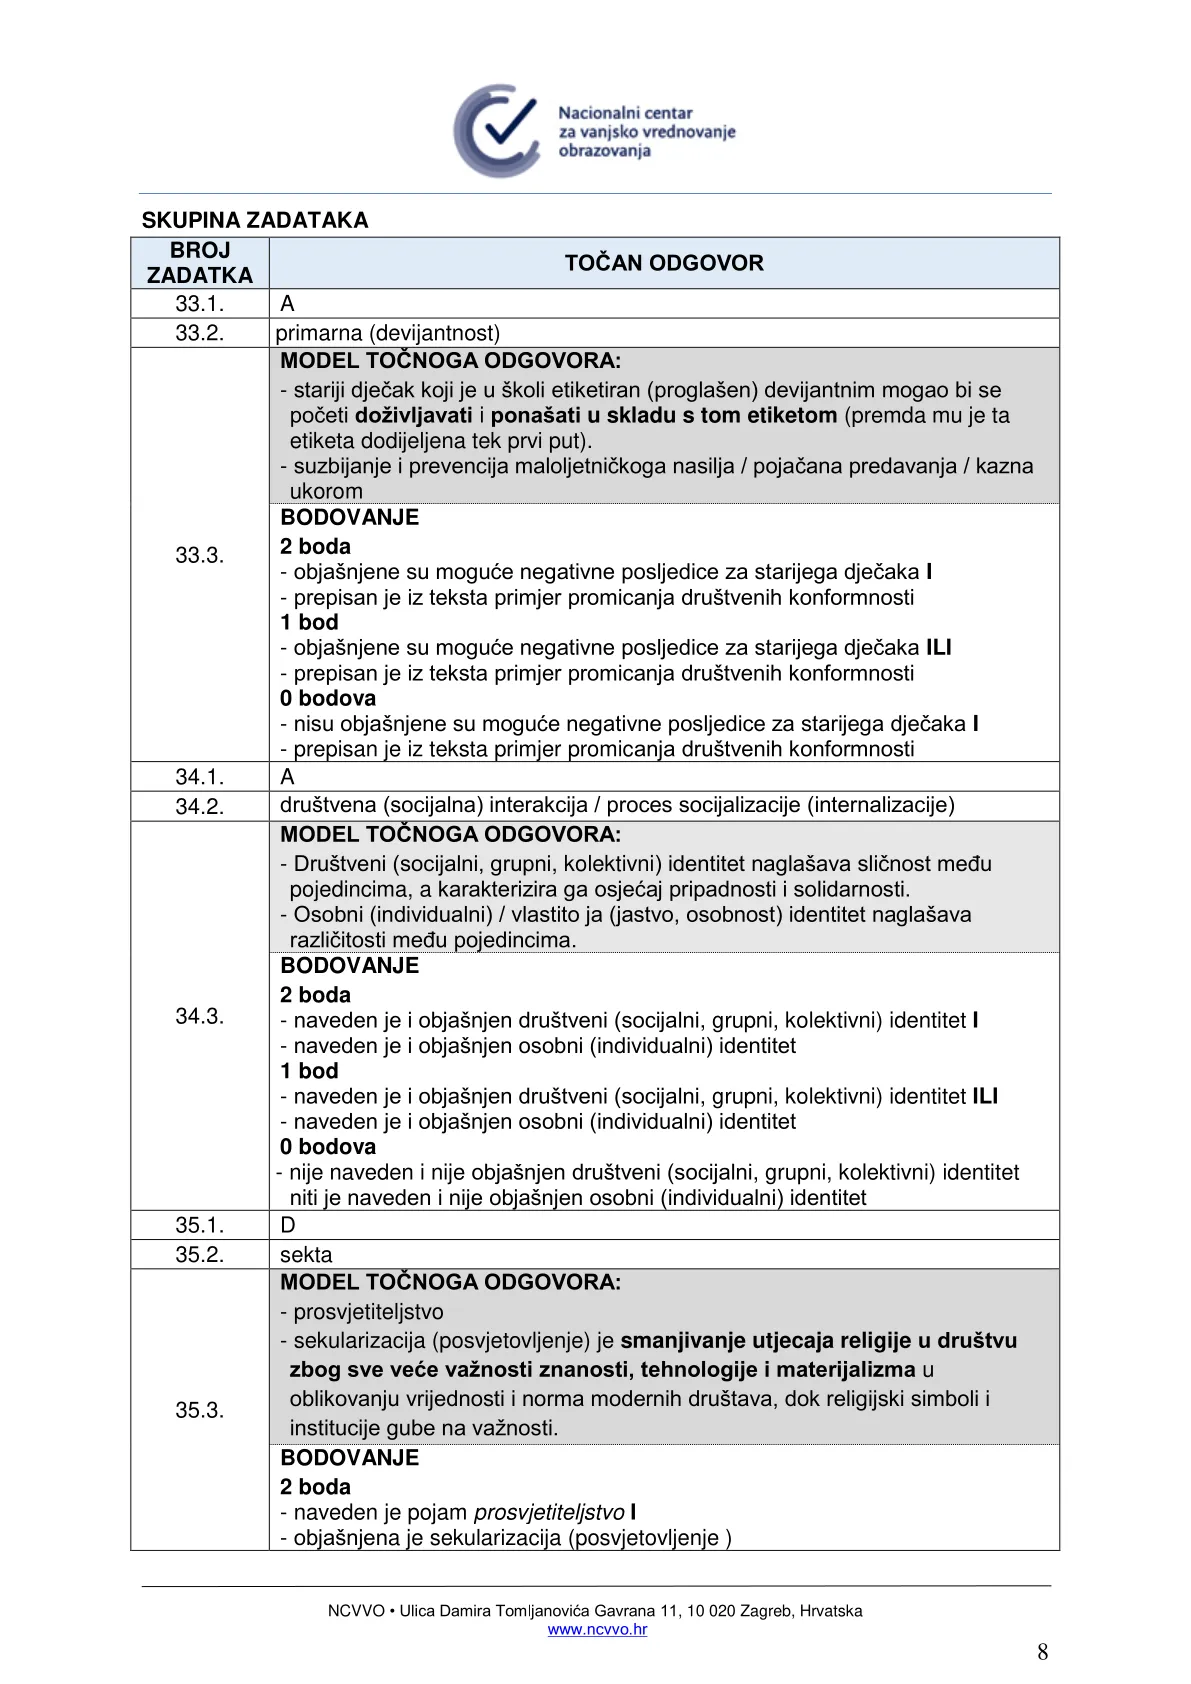 Nacionalni centar
za vanjsko vrednovanje
obrazovanja
SKUPINA ZADATAKA
BROJ
ZADATKA
TOČAN ODGOVOR
33.1.
A
33.2.
primarna (devijantnost)
33.3.
MODEL TOČNOGA ODGOVORA:
- stariji dječak koji je u školi etiketiran (proglašen) devijantnim mogao bi se
početi doživljavati i ponašati u skladu s tom etiketom (premda mu je ta
etiketa dodijeljena tek prvi put).
- suzbijanje i prevencija maloljetničkoga nasilja / pojačana predavanja / kazna
ukorom
BODOVANJE
2 boda
- objašnjene su moguće negativne posljedice za starijega dječaka I
- prepisan je iz teksta primjer promicanja društvenih konformnosti
1 bod
- objašnjene su moguće negativne posljedice za starijega dječaka ILI
- prepisan je iz teksta primjer promicanja društvenih konformnosti
0 bodova
- nisu objašnjene su moguće negativne posljedice za starijega dječaka I
- prepisan je iz teksta primjer promicanja društvenih konformnosti
34.1.
A
34.2.
društvena (socijalna) interakcija / proces socijalizacije (internalizacije)
34.3.
MODEL TOČNOGA ODGOVORA:
- Društveni (socijalni, grupni, kolektivni) identitet naglašava sličnost među
pojedincima, a karakterizira ga osjećaj pripadnosti i solidarnosti.
- Osobni (individualni) / vlastito ja (jastvo, osobnost) identitet naglašava
različitosti među pojedincima.
BODOVANJE
2 boda
- naveden je i objašnjen društveni (socijalni, grupni, kolektivni) identitet I
- naveden je i objašnjen osobni (individualni) identitet
1 bod
- naveden je i objašnjen društveni (socijalni, grupni, kolektivni) identitet ILI
- naveden je i objašnjen osobni (individualni) identitet
0 bodova
- nije naveden i nije objašnjen društveni (socijalni, grupni, kolektivni) identitet
niti je naveden i nije objašnjen osobni (individualni) identitet
35.1.
D
35.2.
sekta
35.3.
MODEL TOČNOGA ODGOVORA:
- prosvjetiteljstvo
- sekularizacija (posvjetovljenje) je smanjivanje utjecaja religije u društvu
zbog sve veće važnosti znanosti, tehnologije i materijalizma u
oblikovanju vrijednosti i norma modernih društava, dok religijski simboli i
institucije gube na važnosti.
BODOVANJE
2 boda
- naveden je pojam prosvjetiteljstvo I
- objašnjena je sekularizacija (posvjetovljenje )
NCVVO • Ulica Damira Tomljanovića Gavrana 11, 10 020 Zagreb, Hrvatska
www.ncvvo.hr
8